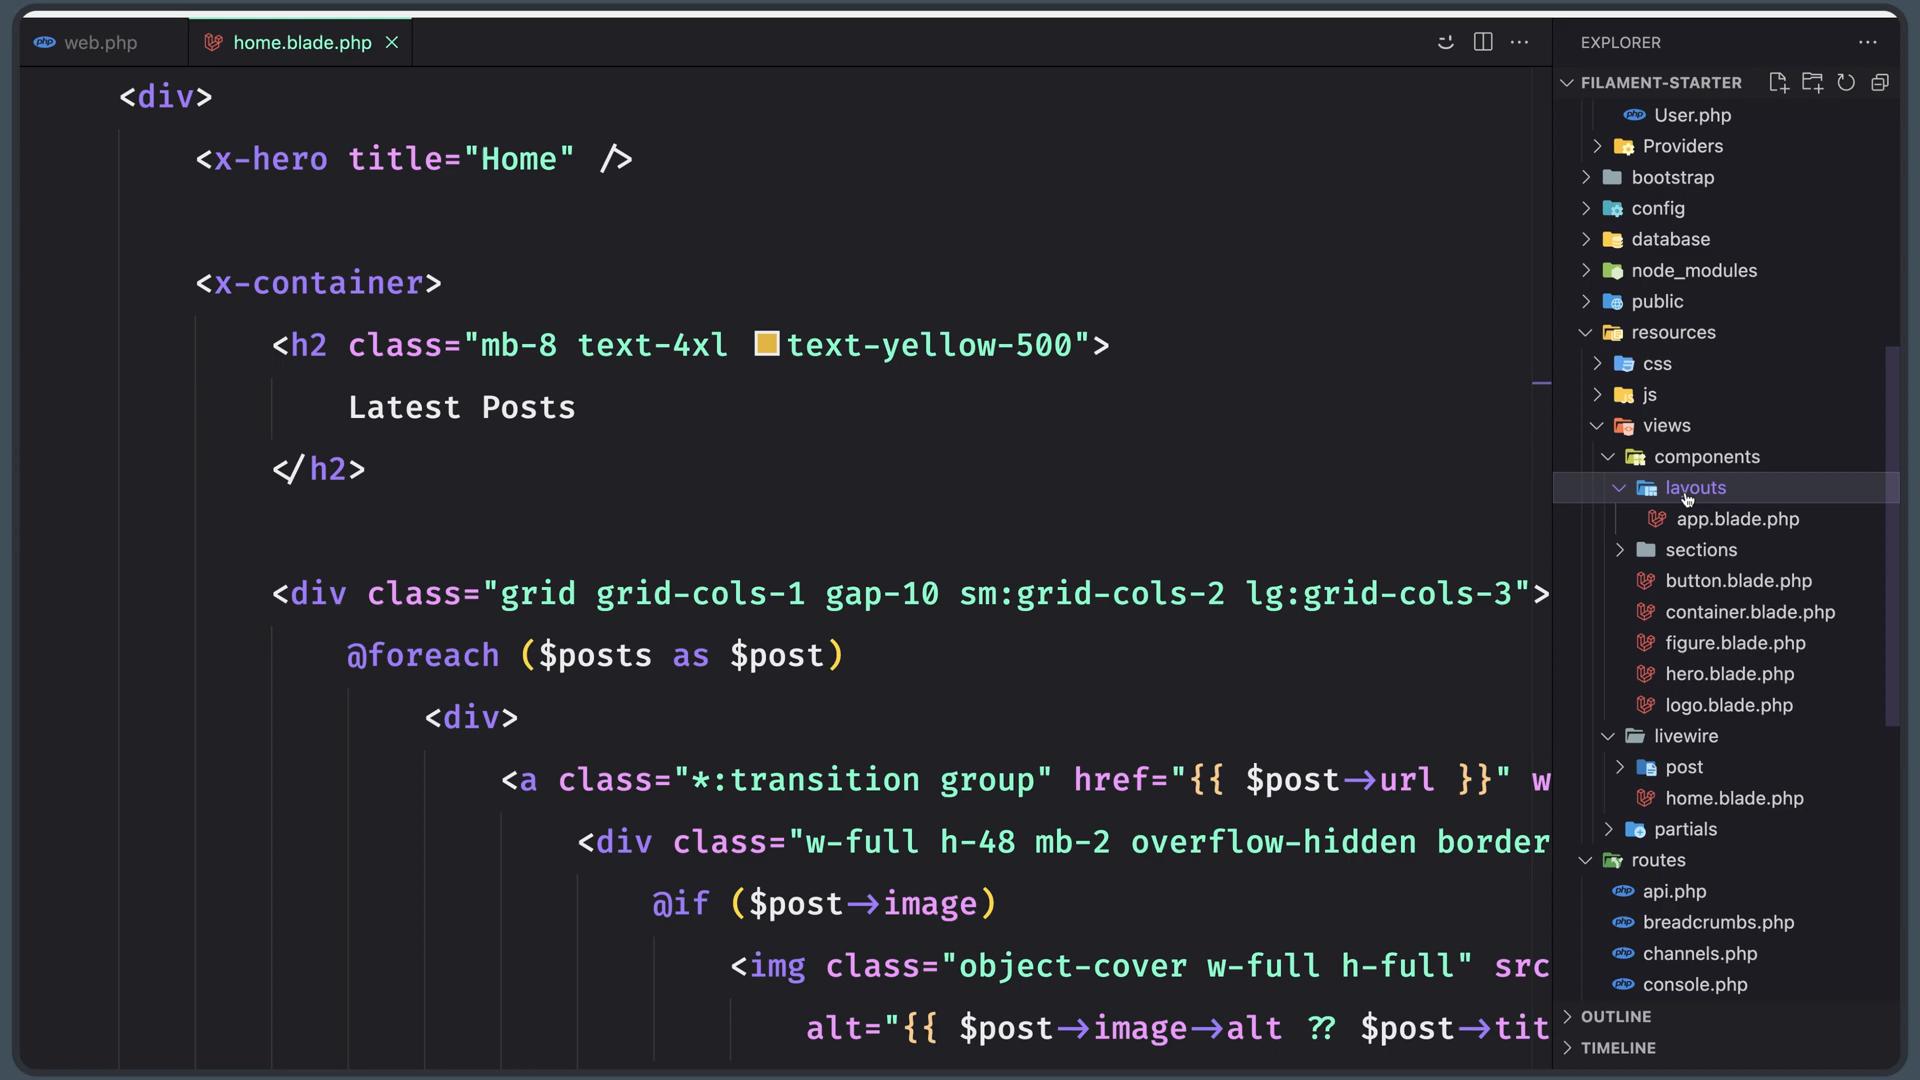 web.php
home.blade.php
<div>
<x-hero title="Home" />
<x-container>
<h2 class="mb-8 text-4xl text-yellow-500">
Latest Posts
</h2>
<div class="grid grid-cols-1 gap-10 sm:grid-cols-2 lg:grid-cols-3">
@foreach ($posts as $post)
<div>
<a class="*:transition group" href="{{ $post->url }}" w
<div class="w-full h-48 mb-2 overflow-hidden border
@if ($post->image)
<img class="object-cover w-full h-full" src
alt="{{ $post->image->alt ?? $post->tit
EXPLORER
FILAMENT-STARTER
User.php
Providers
bootstrap
config
database
node_modules
public
resources
css
js
views
components
layouts
app.blade.php
sections
button.blade.php
container.blade.php
figure.blade.php
hero.blade.php
logo.blade.php
livewire
post
home.blade.php
partials
routes
api.php
breadcrumbs.php
channels.php
console.php
OUTLINE
TIMELINE